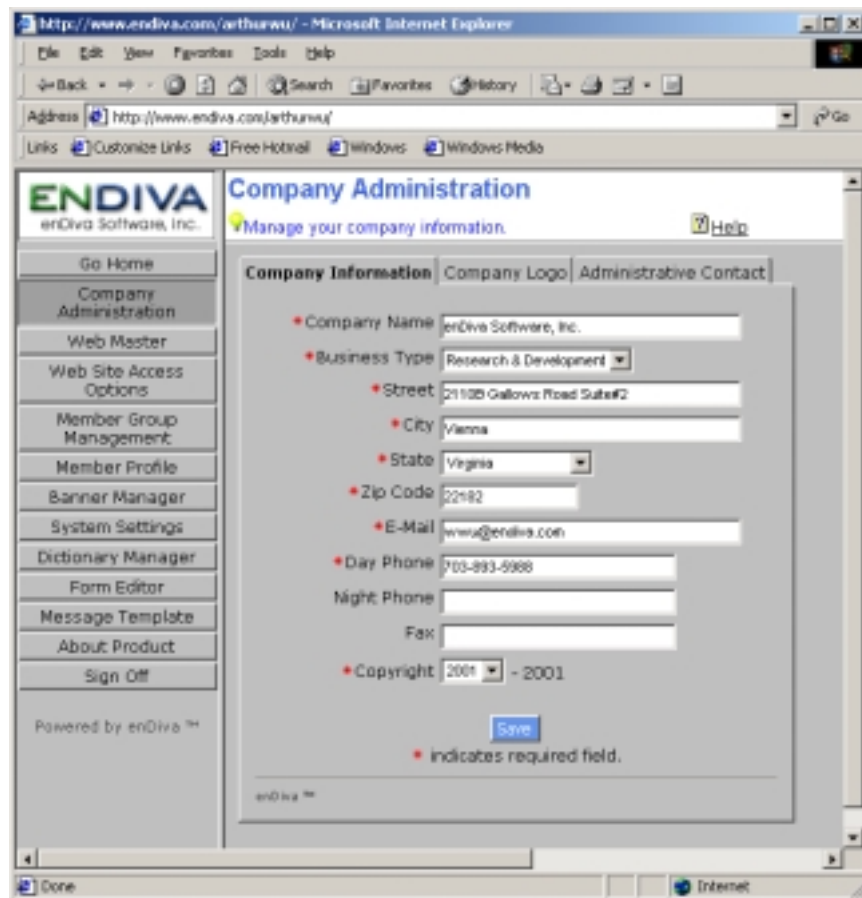 http://www.endiva.com/arthurwu/ - Microsoft Internet Explorer
File Edit View Favorites Tools Help
Back Search Favorites History
Address http://www.endiva.com/arthurwu/ Go
Links Customize Links Free Hotmail Windows Windows Media
ENDIVA
enDiva Software, Inc.
Company Administration
Manage your company information.
Help
Go Home
Company Administration
Web Master
Web Site Access Options
Member Group Management
Member Profile
Banner Manager
System Settings
Dictionary Manager
Form Editor
Message Template
About Product
Sign Off
Powered by enDiva ™
Company Information Company Logo Administrative Contact
*Company Name enDiva Software, Inc.
*Business Type Research & Development
*Street 2110B Gallows Road Suite#2
*City Vienna
*State Virginia
*Zip Code 22182
*E-Mail wwu@endiva.com
*Day Phone 703-893-5988
Night Phone
Fax
*Copyright 2001 - 2001
Save
* indicates required field.
enDiva ™
Done Internet